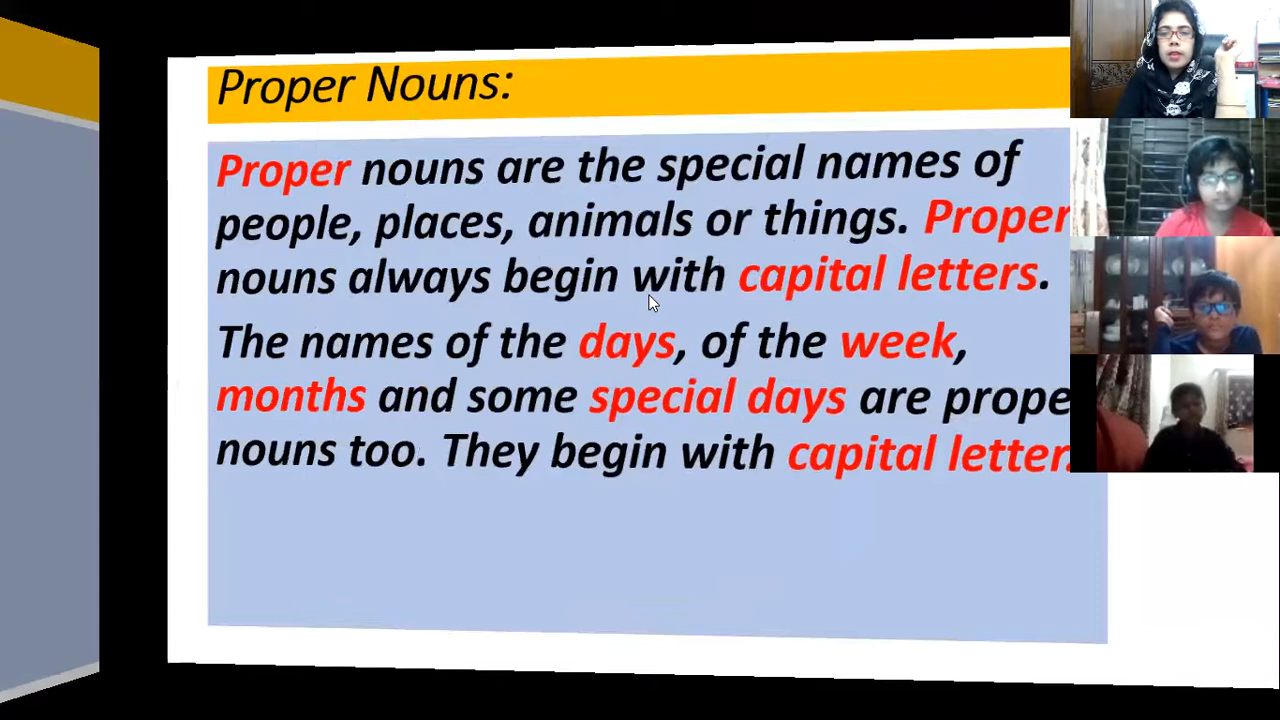 Proper Nouns:
Proper nouns are the special names of
people, places, animals or things. Proper
nouns always begin with capital letters.
The names of the days, of the week,
months and some special days are prope
nouns too. They begin with capital letter.